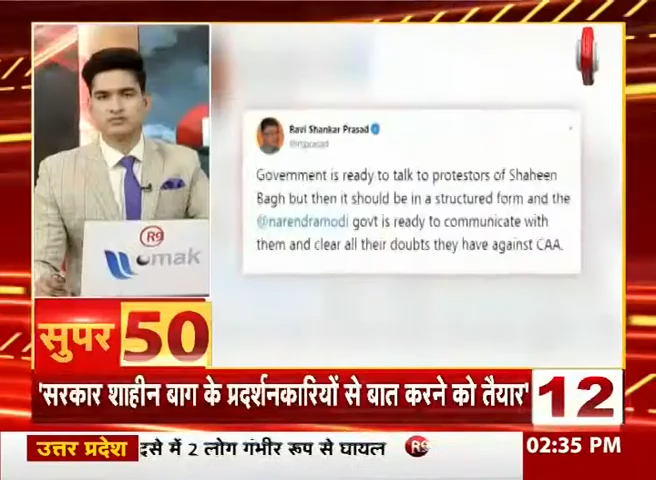 Ravi Shankar Prasad
@rsprasad
Government is ready to talk to protestors of Shaheen
Bagh but then it should be in a structured form and the
@narendramodi govt is ready to communicate with
them and clear all their doubts they have against CAA.
R9
umak
सुपर 50
'सरकार शाहीन बाग के प्रदर्शनकारियों से बात करने को तैयार' 12
उत्तर प्रदेश दसे में 2 लोग गंभीर रूप से घायल R9 02:35 PM